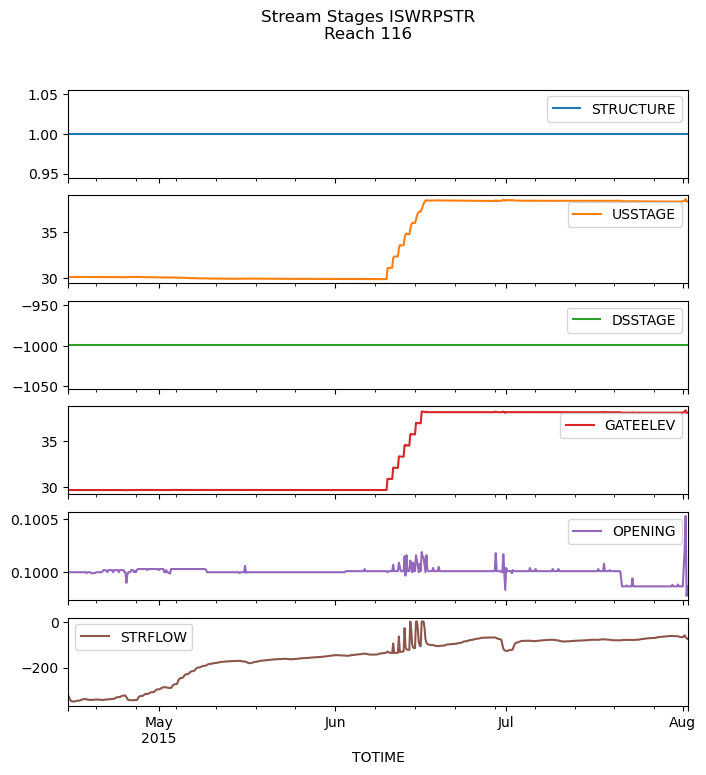 Stream Stages ISWRPSTR
Reach 116
1.05
1.00
0.95
STRUCTURE
35
30
USSTAGE
−950
−1000
−1050
DSSTAGE
35
30
GATEELEV
0.1005
0.1000
OPENING
0
−200
STRFLOW
May
2015
Jun
Jul
Aug
TOTIME